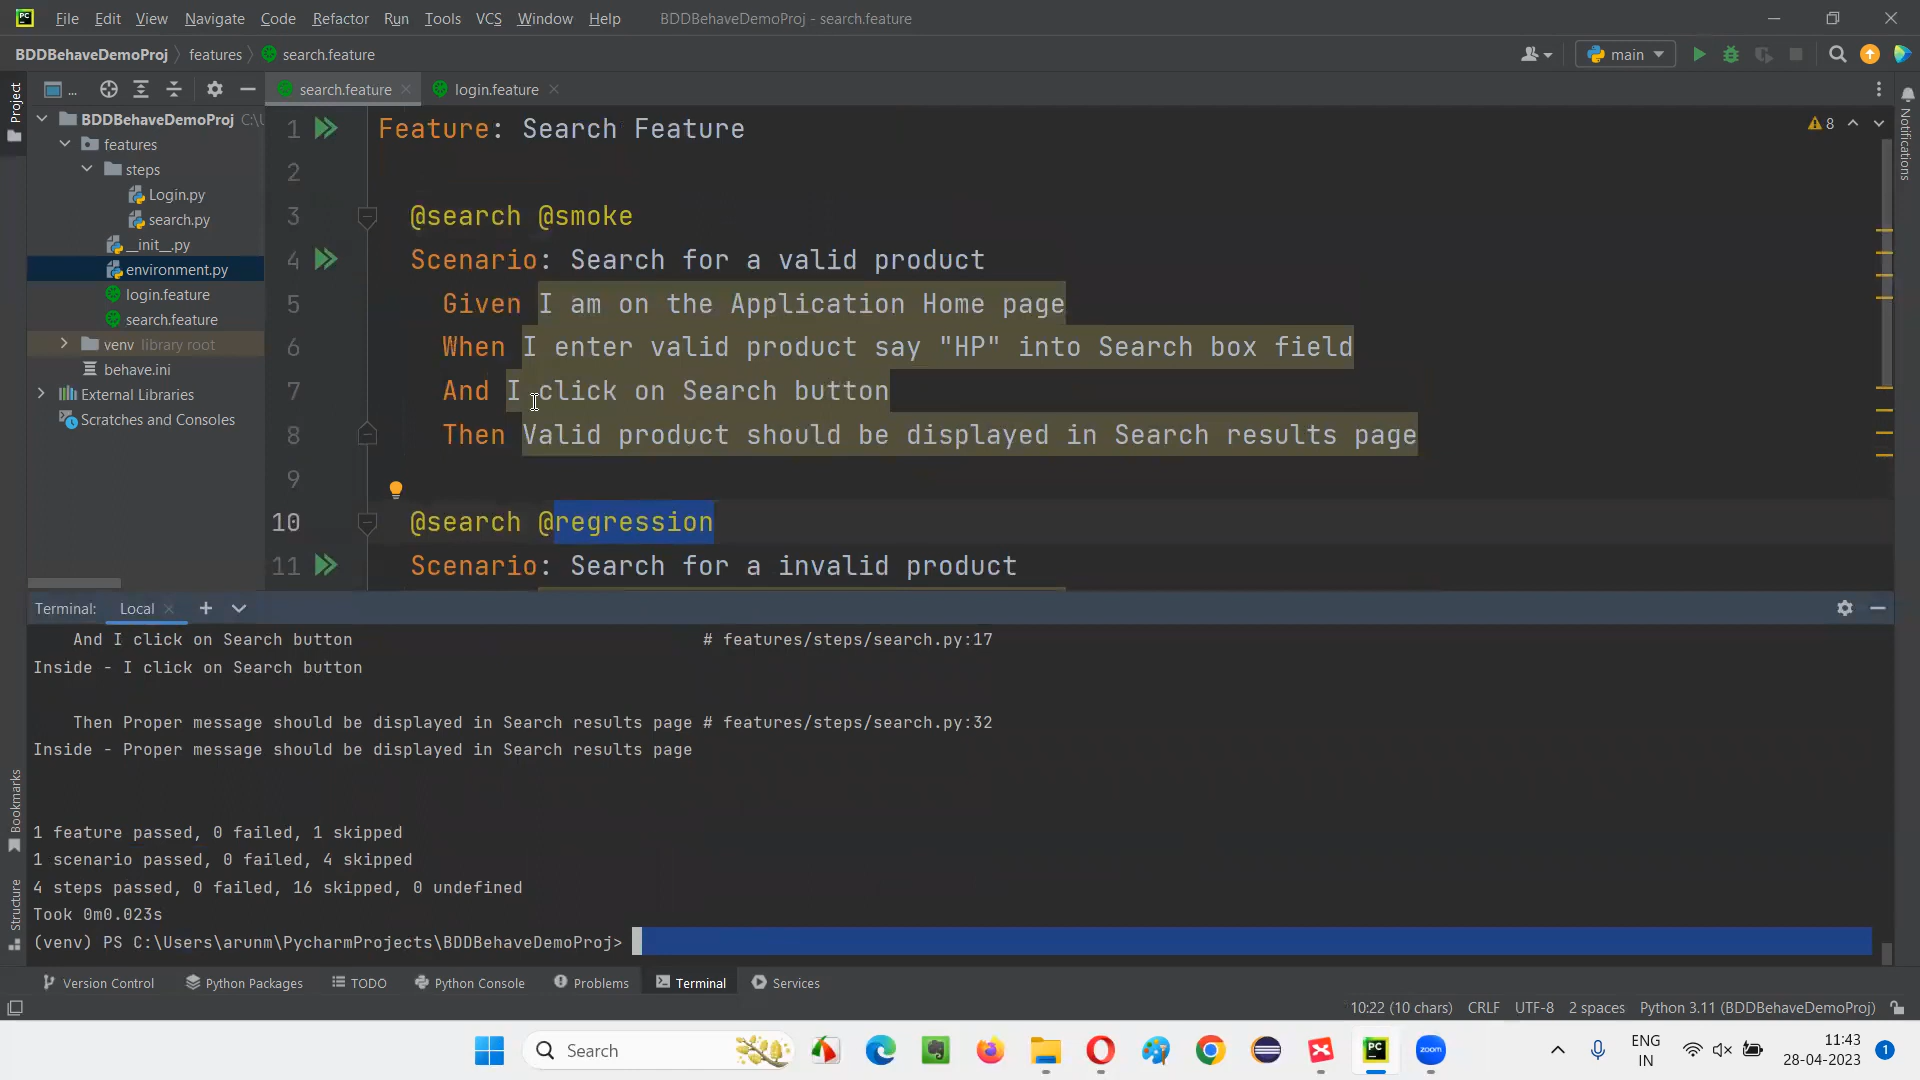 PC File Edit View Navigate Code Refactor Tools Run VCS Window Help BDDBehaveDemoProj - search.feature
BDDBehaveDemoProj features search.feature main
... search.feature login.feature
Project
Notifications
Bookmarks
Structure
BDDBehaveDemoProj C:\U
features
steps
Login.py
search.py
__init__.py
environment.py
login.feature
search.feature
venv library root
behave.ini
External Libraries
Scratches and Consoles
8
1 Feature: Search Feature
2
3 @search @smoke
4 Scenario: Search for a valid product
5 Given I am on the Application Home page
6 When I enter valid product say "HP" into Search box field
7 And I click on Search button
8 Then Valid product should be displayed in Search results page
9
10 @search @regression
11 Scenario: Search for a invalid product
Terminal: Local
And I click on Search button # features/steps/search.py:17
Inside - I click on Search button
Then Proper message should be displayed in Search results page # features/steps/search.py:32
Inside - Proper message should be displayed in Search results page
1 feature passed, 0 failed, 1 skipped
1 scenario passed, 0 failed, 4 skipped
4 steps passed, 0 failed, 16 skipped, 0 undefined
Took 0m0.023s
(venv) PS C:\Users\arunm\PycharmProjects\BDDBehaveDemoProj>
Version Control Python Packages TODO Python Console Problems Terminal Services
10:22 (10 chars) CRLF UTF-8 2 spaces Python 3.11 (BDDBehaveDemoProj)
Search PC zoom ENG IN 11:43 28-04-2023 1